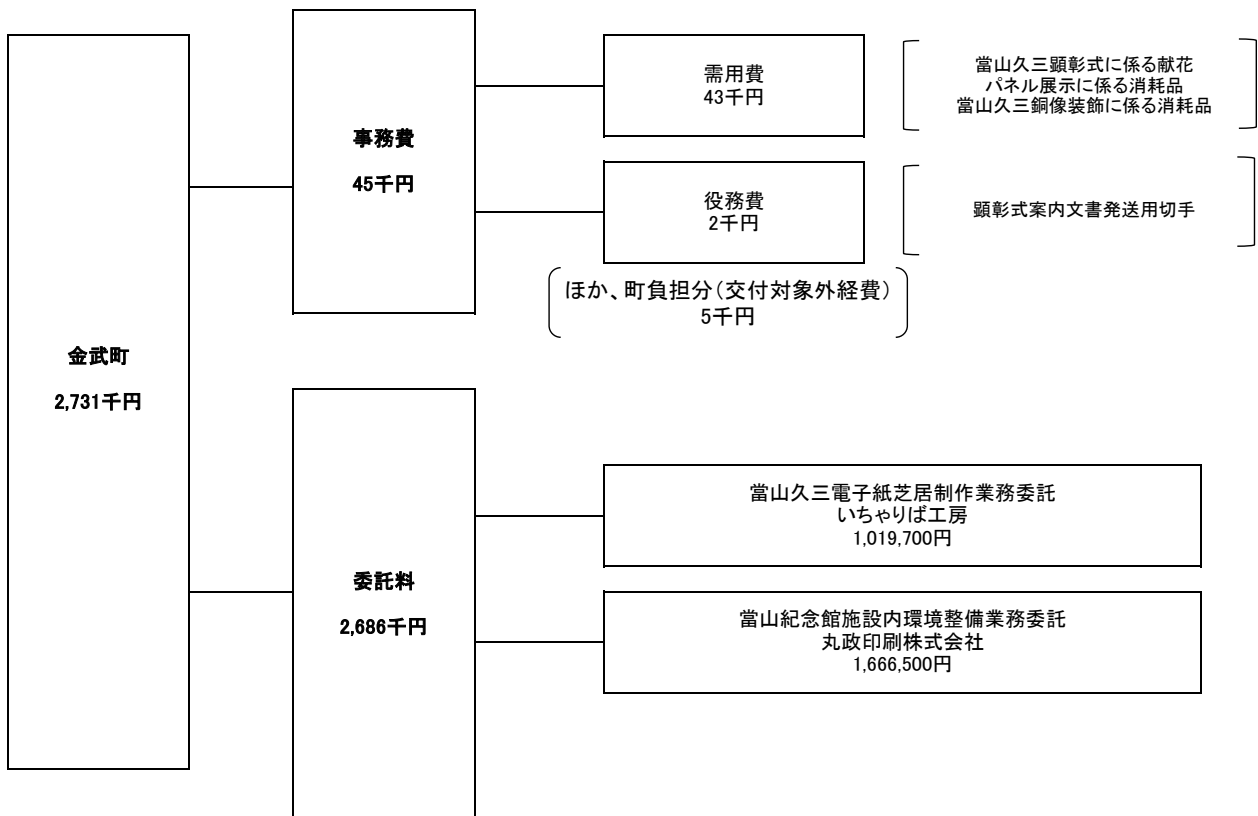 金武町
2,731千円
事務費
45千円
需用費
43千円
當山久三顕彰式に係る献花
パネル展示に係る消耗品
當山久三銅像装飾に係る消耗品
役務費
2千円
顕彰式案内文書発送用切手
ほか、町負担分(交付対象外経費)
5千円
委託料
2,686千円
當山久三電子紙芝居制作業務委託
いちゃりば工房
1,019,700円
當山紀念館施設内環境整備業務委託
丸政印刷株式会社
1,666,500円